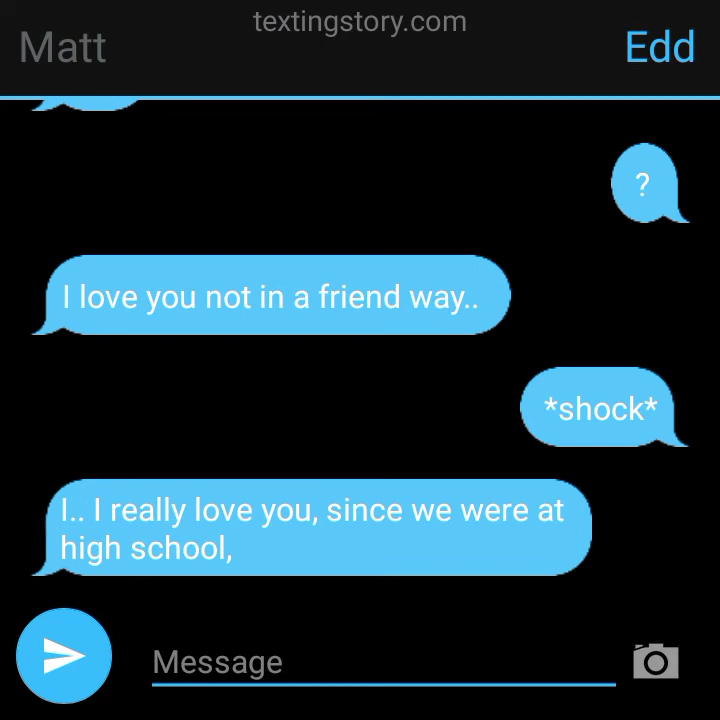 textingstory.com
Matt
Edd
?
I love you not in a friend way..
*shock*
I.. I really love you, since we were at
high school,
Message